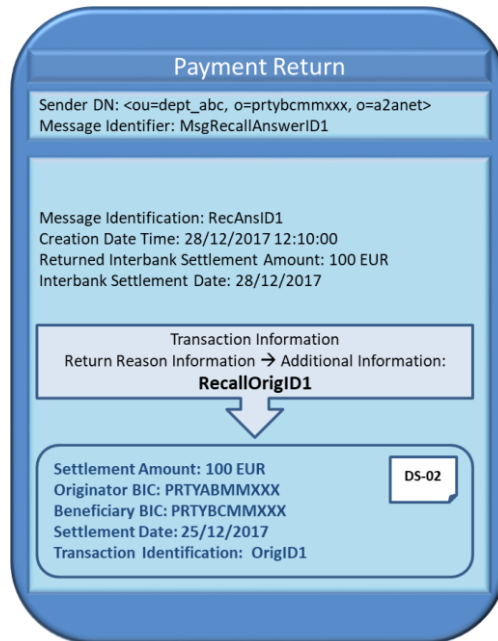 Payment Return
Sender DN: <ou=dept_abc, o=prtybcmmxxx, o=a2anet>
Message Identifier: MsgRecallAnswerID1
Message Identification: RecAnsID1
Creation Date Time: 28/12/2017 12:10:00
Returned Interbank Settlement Amount: 100 EUR
Interbank Settlement Date: 28/12/2017
Transaction Information
Return Reason Information → Additional Information:
RecallOrigID1
Settlement Amount: 100 EUR
DS-02
Originator BIC: PRTYABMMXXX
Beneficiary BIC: PRTYBCMMXXX
Settlement Date: 25/12/2017
Transaction Identification: OrigID1